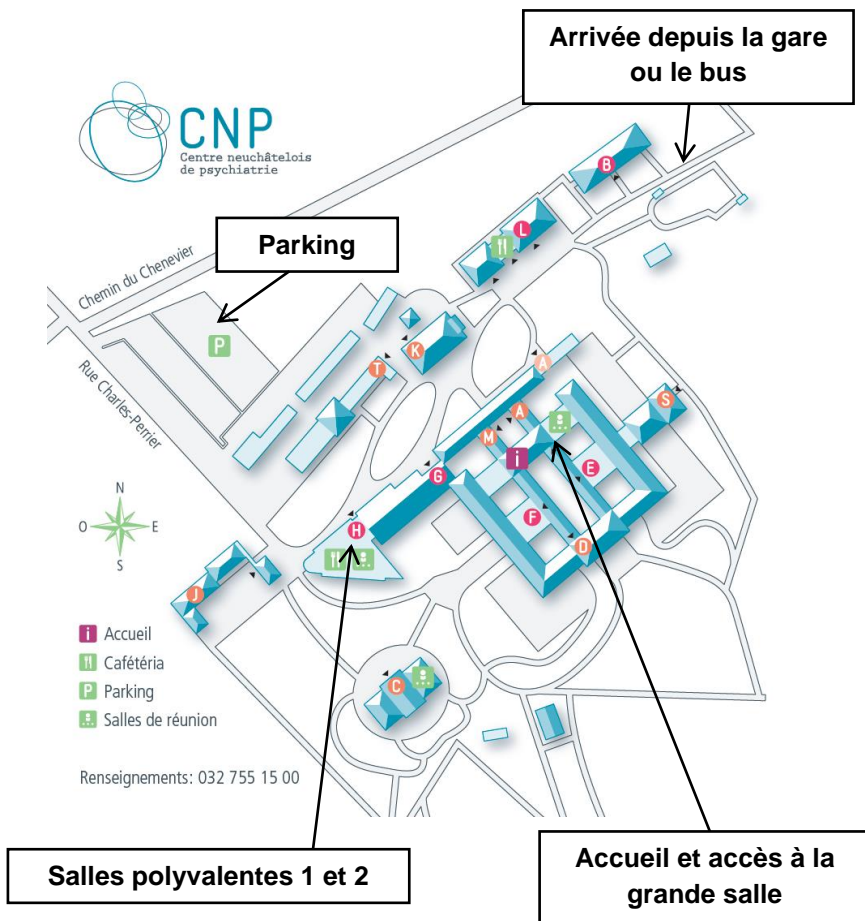 Arrivée depuis la gare
ou le bus
CNP
Centre neuchâtelois
de psychiatrie
B
L
Parking
Chemin du Chenevier
P
K
T
A
Rue Charles-Perrier
A
S
M
i
E
G
N
O
E
S
F
H
D
J
i Accueil
Cafétéria
P Parking
Salles de réunion
C
Renseignements: 032 755 15 00
Salles polyvalentes 1 et 2
Accueil et accès à la
grande salle